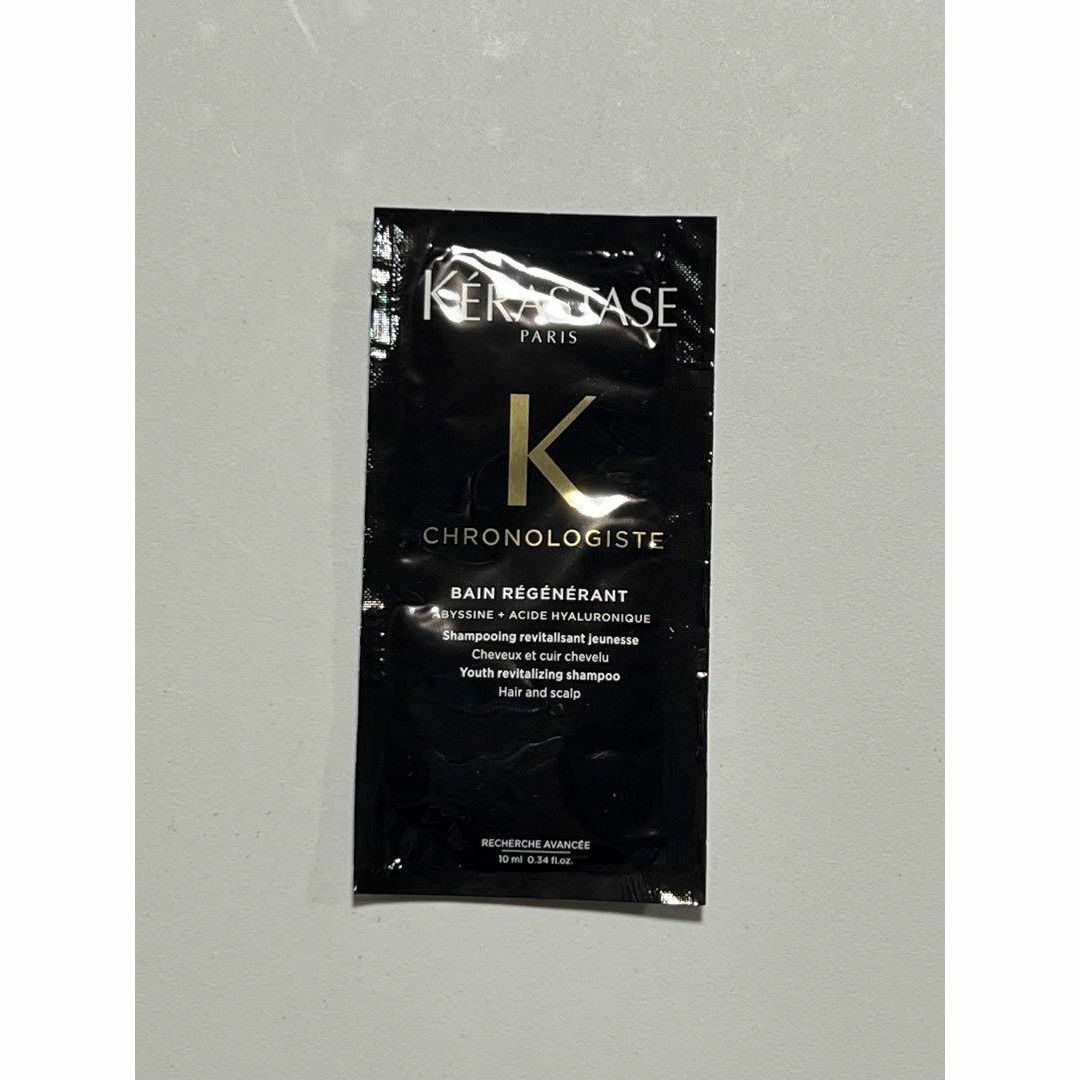 KÉRASTASE
PARIS
K
CHRONOLOGISTE
BAIN RÉGÉNÉRANT
ABYSSINE + ACIDE HYALURONIQUE
Shampooing revitalisant jeunesse
Cheveux et cuir chevelu
Youth revitalizing shampoo
Hair and scalp
RECHERCHE AVANCÉE
10 ml 0.34 fl.oz.